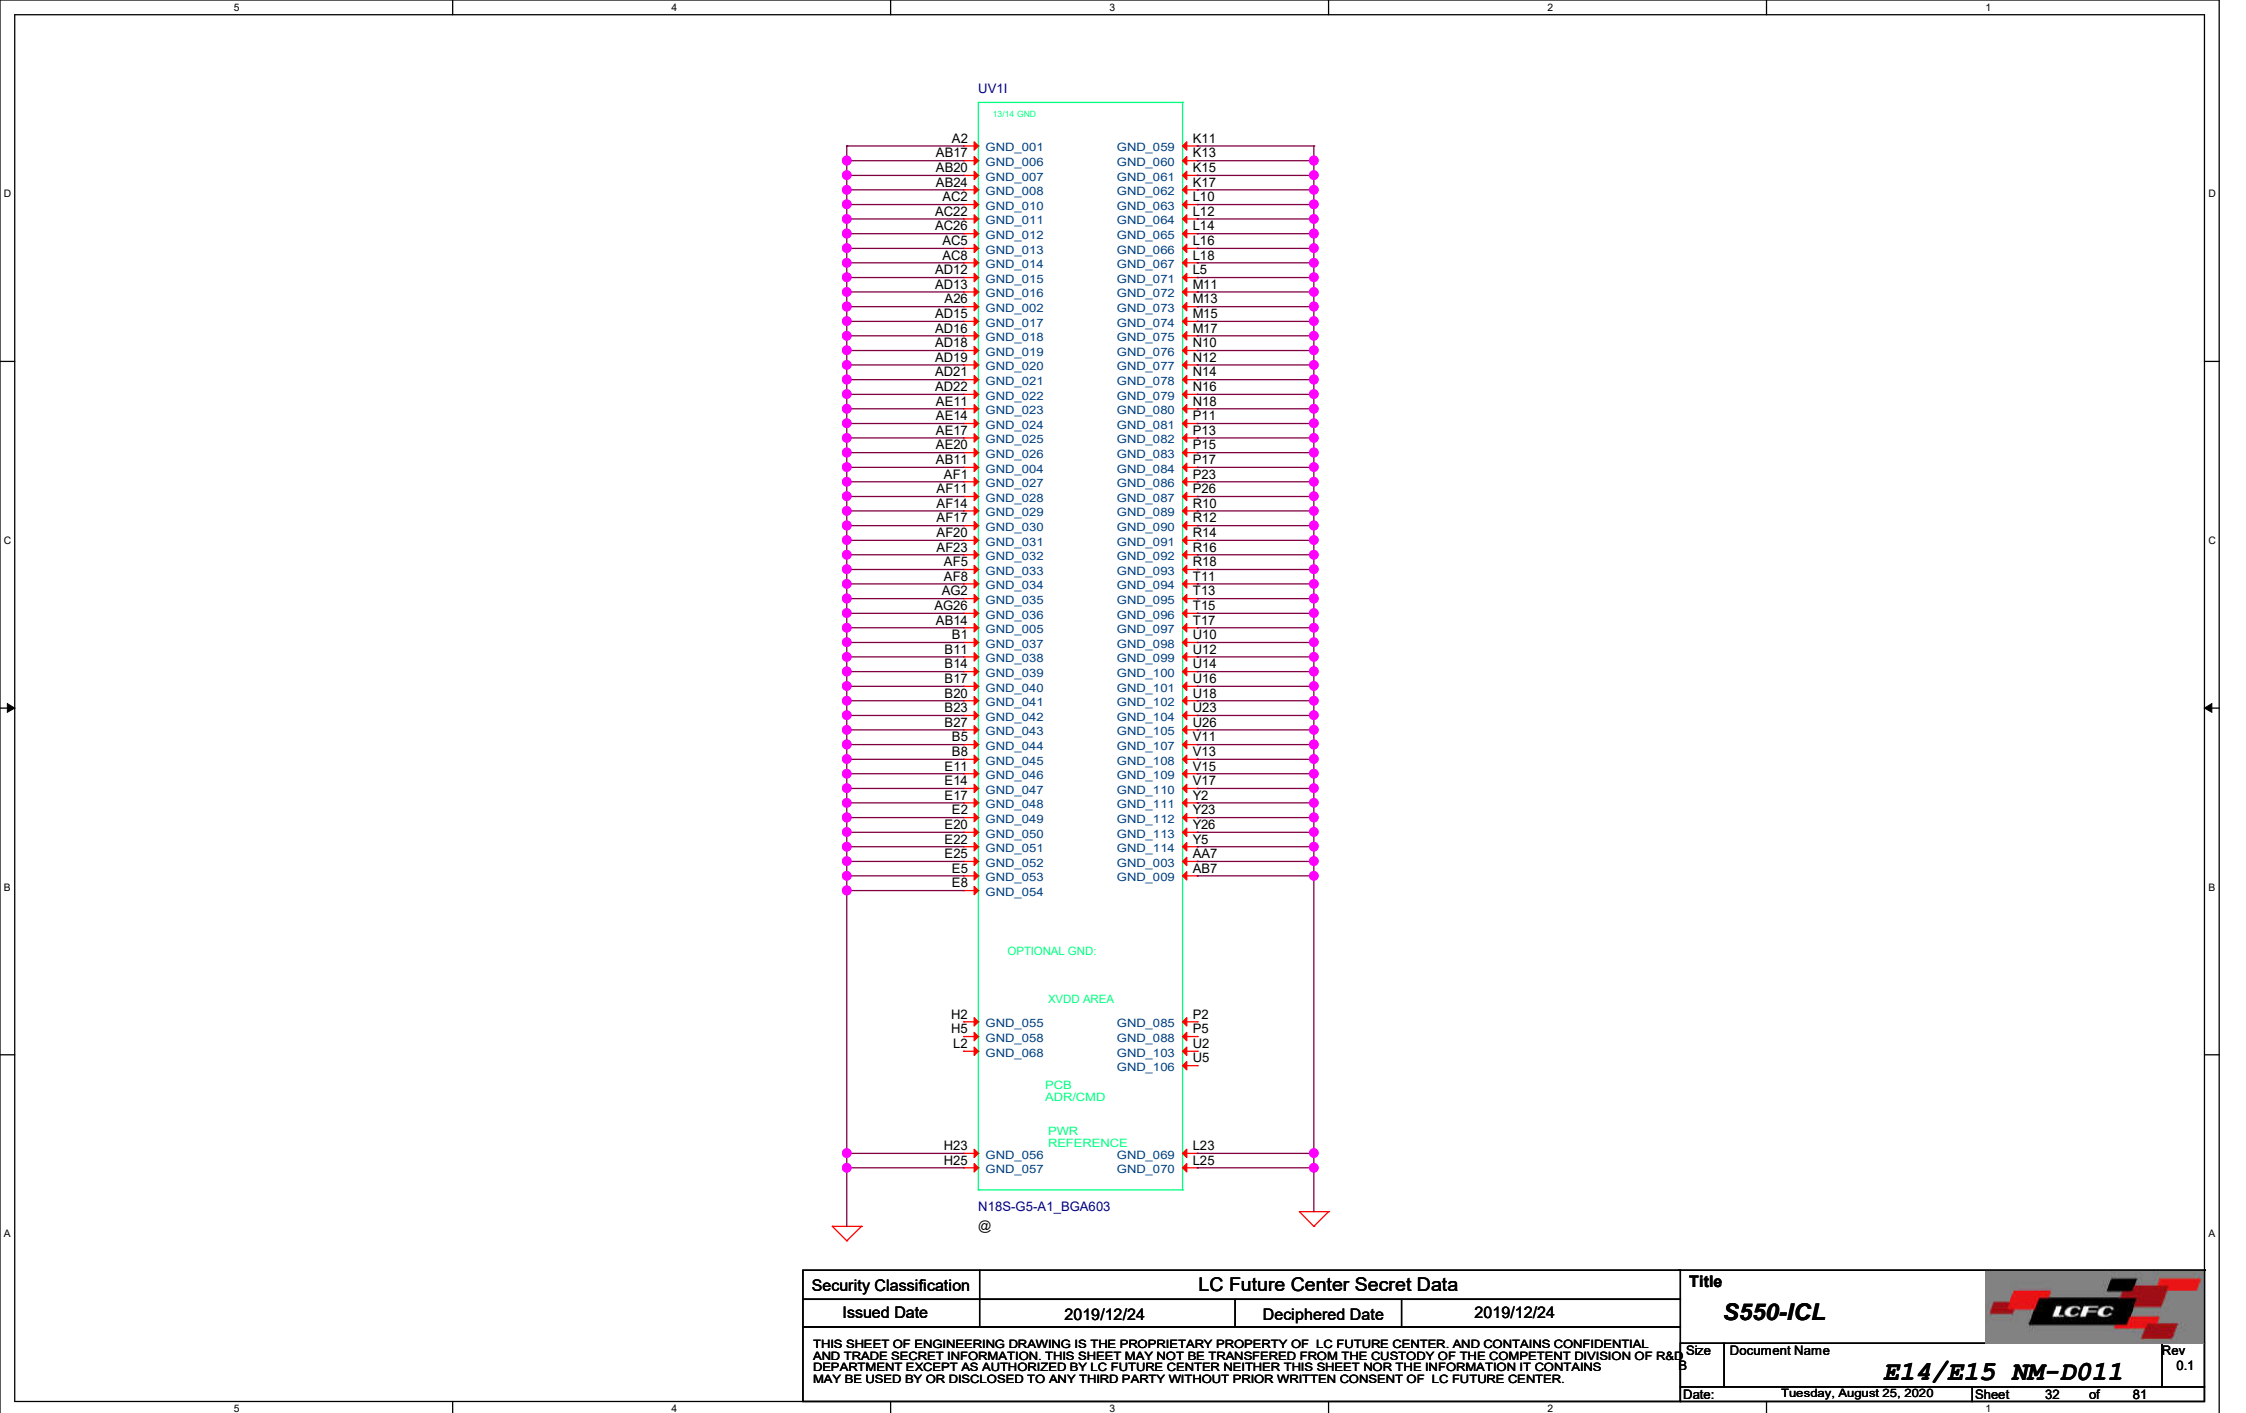 5 4 3 2 1
UV1I
13/14 GND
A2 GND_001 GND_059 K11
AB17 GND_006 GND_060 K13
AB20 GND_007 GND_061 K15
AB24 GND_008 GND_062 K17
AC2 GND_010 GND_063 L10
D D
AC22 GND_011 GND_064 L12
AC26 GND_012 GND_065 L14
AC5 GND_013 GND_066 L16
AC8 GND_014 GND_067 L18
AD12 GND_015 GND_071 L5
AD13 GND_016 GND_072 M11
A26 GND_002 GND_073 M13
AD15 GND_017 GND_074 M15
AD16 GND_018 GND_075 M17
AD18 GND_019 GND_076 N10
AD19 GND_020 GND_077 N12
AD21 GND_021 GND_078 N14
AD22 GND_022 GND_079 N16
AE11 GND_023 GND_080 N18
AE14 GND_024 GND_081 P11
AE17 GND_025 GND_082 P13
AE20 GND_026 GND_083 P15
AB11 GND_004 GND_084 P17
AF1 GND_027 GND_086 P23
AF11 GND_028 GND_087 P26
AF14 GND_029 GND_089 R10
AF17 GND_030 GND_090 R12
AF20 GND_031 GND_091 R14
C C
AF23 GND_032 GND_092 R16
AF5 GND_033 GND_093 R18
AF8 GND_034 GND_094 T11
AG2 GND_035 GND_095 T13
AG26 GND_036 GND_096 T15
AB14 GND_005 GND_097 T17
B1 GND_037 GND_098 U10
B11 GND_038 GND_099 U12
B14 GND_039 GND_100 U14
B17 GND_040 GND_101 U16
B20 GND_041 GND_102 U18
B23 GND_042 GND_104 U23
B27 GND_043 GND_105 U26
B5 GND_044 GND_107 V11
B8 GND_045 GND_108 V13
E11 GND_046 GND_109 V15
E14 GND_047 GND_110 V17
E17 GND_048 GND_111 Y2
E2 GND_049 GND_112 Y23
E20 GND_050 GND_113 Y26
E22 GND_051 GND_114 Y5
E25 GND_052 GND_003 AA7
E5 GND_053 GND_009 AB7
E8 GND_054
B B
OPTIONAL GND:
XVDD AREA
H2 GND_055 GND_085 P2
H5 GND_058 GND_088 P5
L2 GND_068 GND_103 U2
GND_106 U5
PCB
ADR/CMD
PWR
REFERENCE
H23 GND_056 GND_069 L23
H25 GND_057 GND_070 L25
N18S-G5-A1_BGA603
@
A A
Security Classification LC Future Center Secret Data
Issued Date 2019/12/24 Deciphered Date 2019/12/24
THIS SHEET OF ENGINEERING DRAWING IS THE PROPRIETARY PROPERTY OF LC FUTURE CENTER. AND CONTAINS CONFIDENTIAL
AND TRADE SECRET INFORMATION. THIS SHEET MAY NOT BE TRANSFERED FROM THE CUSTODY OF THE COMPETENT DIVISION OF R&D
DEPARTMENT EXCEPT AS AUTHORIZED BY LC FUTURE CENTER NEITHER THIS SHEET NOR THE INFORMATION IT CONTAINS
MAY BE USED BY OR DISCLOSED TO ANY THIRD PARTY WITHOUT PRIOR WRITTEN CONSENT OF LC FUTURE CENTER.
Title
S550-ICL
LCFC
Size Document Name Rev
B E14/E15 NM-D011 0.1
Date: Tuesday, August 25, 2020 Sheet 32 of 81
5 4 3 2 1